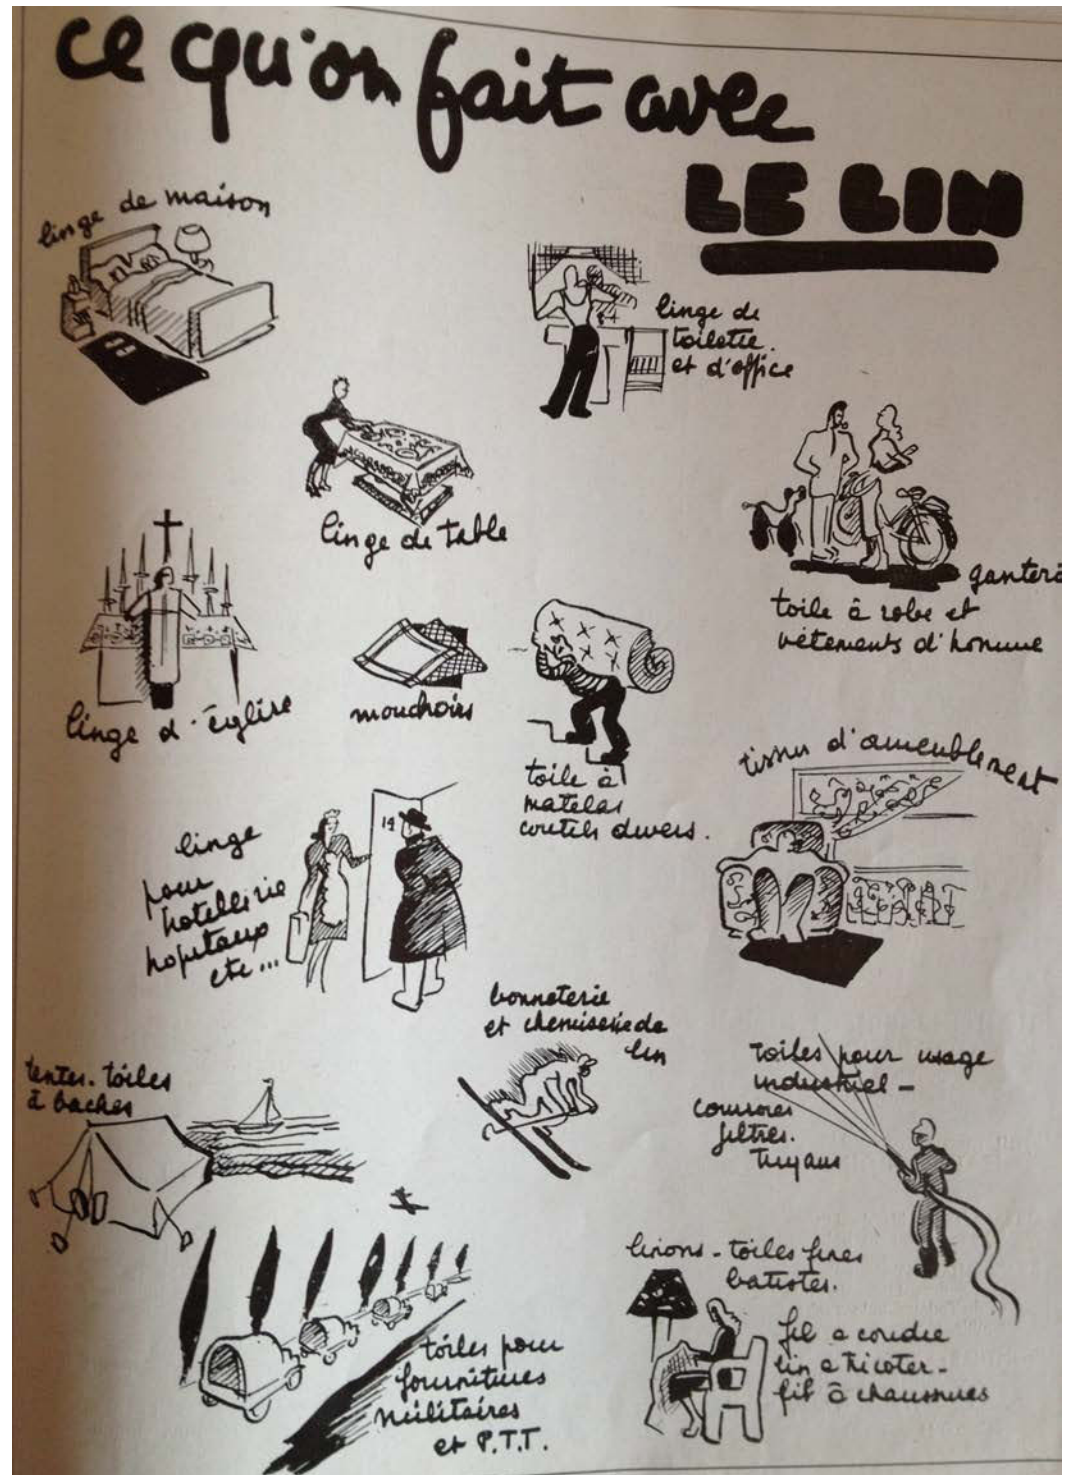 ce qu'on fait avec
LE LIN
linge de maison
linge de
toilette.
et d'office
linge de table
ganterie
toile à robe et
vêtements d'homme
linge d'église
mouchoirs
toile à
matelas
coutils divers.
tissus d'ameublement
linge
pour
hotellerie
hopitaux
etc...
14
bonneterie
et chemiserie de
lin
tentes. toiles
à baches
toiles pour usage
industriel -
courroies
filtres.
Tuyaux
toiles pour
fournitures
militaires
et P.T.T.
linons - toiles fines
batistes.
fil a coudre
lin a tricoter -
fil à chaussures